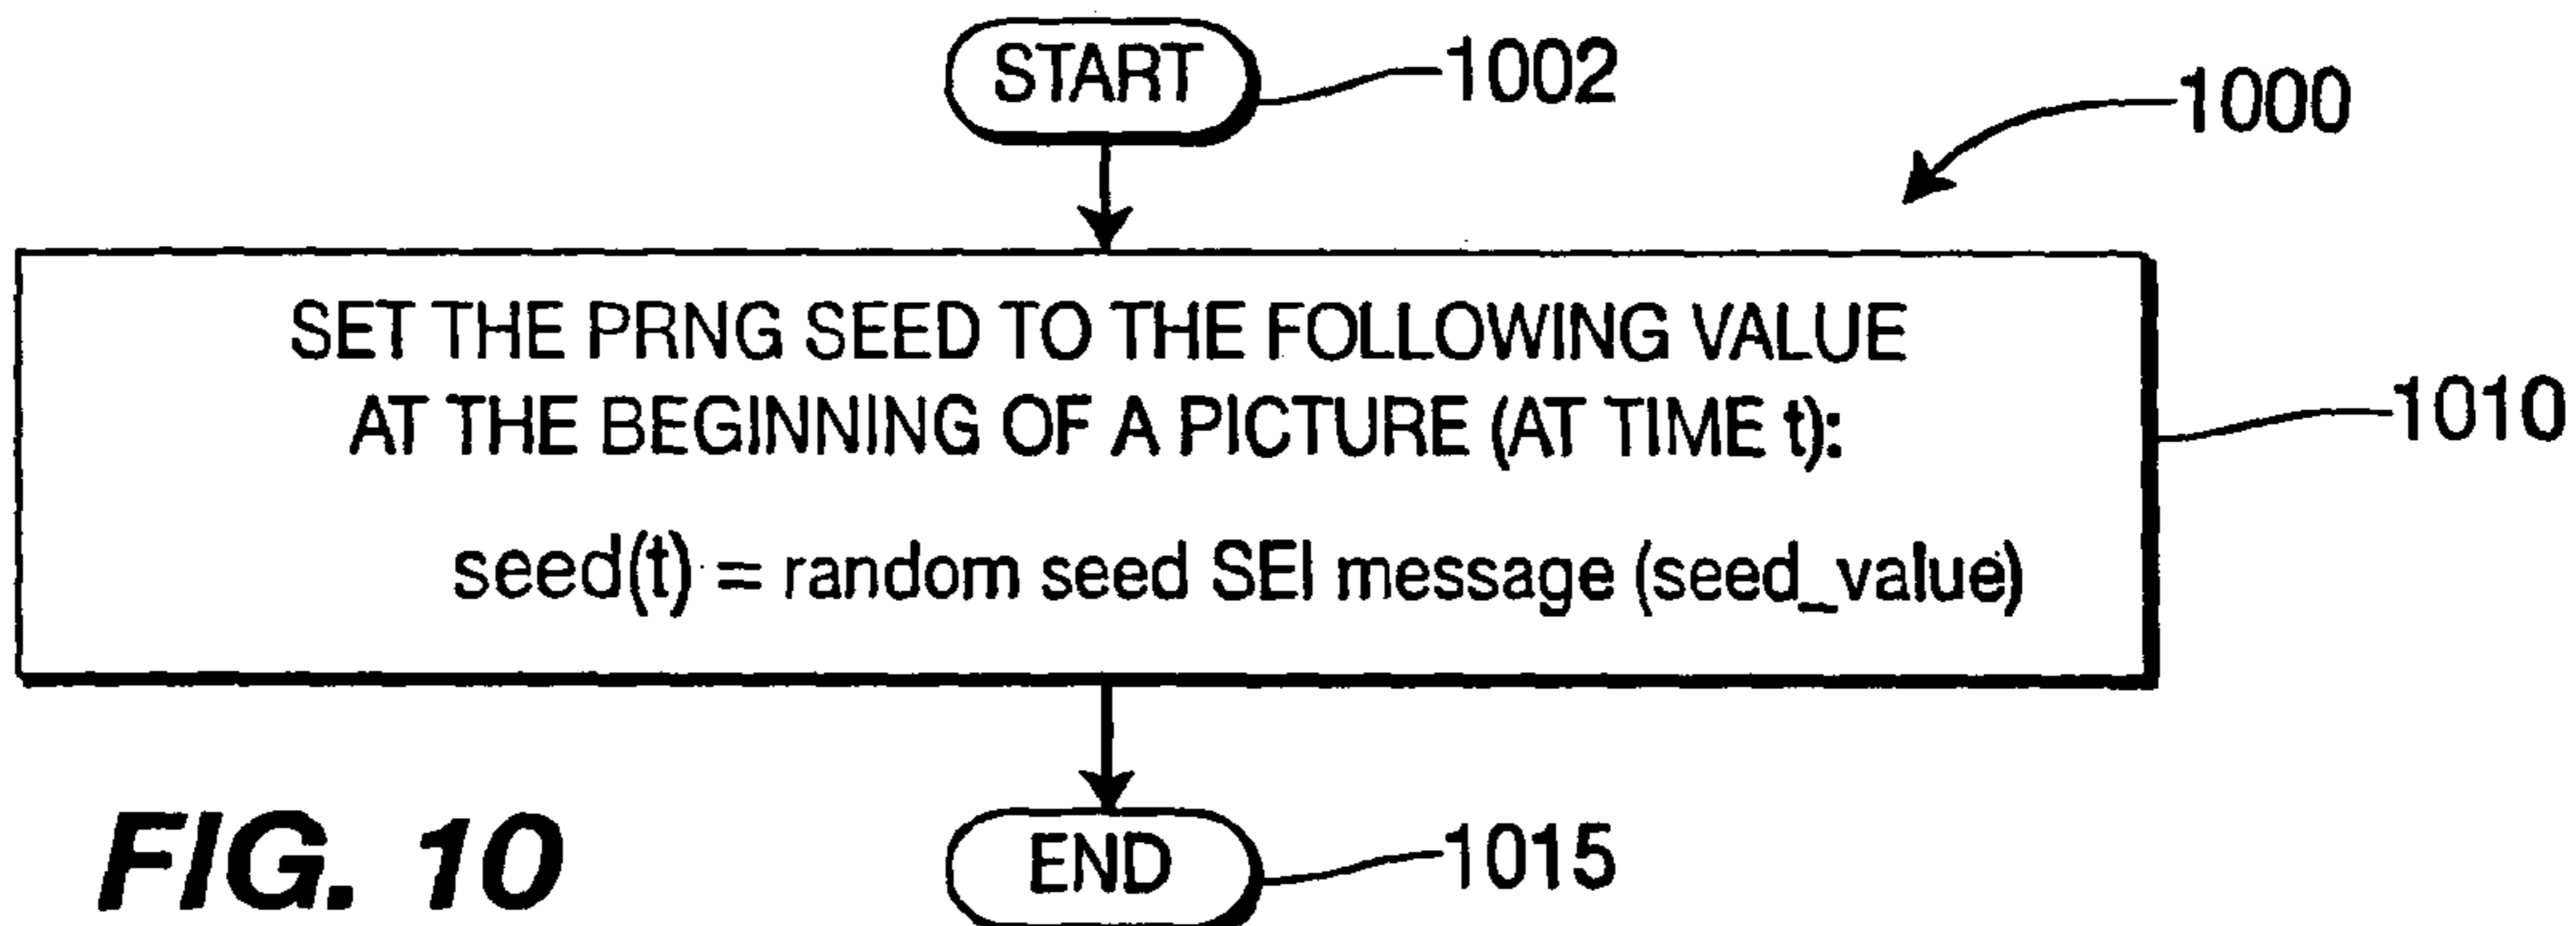 START
1002
1000
SET THE PRNG SEED TO THE FOLLOWING VALUE
AT THE BEGINNING OF A PICTURE (AT TIME t):
1010
seed(t) = random seed SEI message (seed_value)
END
1015
FIG. 10